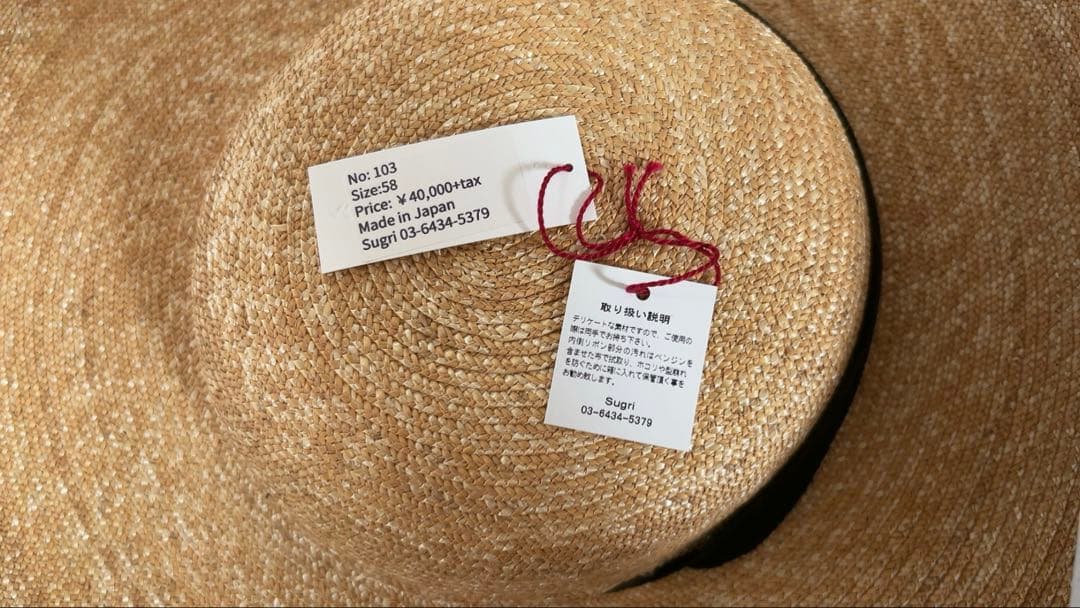 No: 103
Size:58
Price: ￥40,000+tax
Made in Japan
Sugri 03-6434-5379
取り扱い説明
デリケートな素材ですので、ご使用の
際は両手でお持ち下さい。
内側リボン部分の汚れはベンジンを
含ませた布で拭取り、ホコリや型崩れ
を防ぐために箱に入れて保管頂く事を
お勧め致します。
Sugri
03-6434-5379